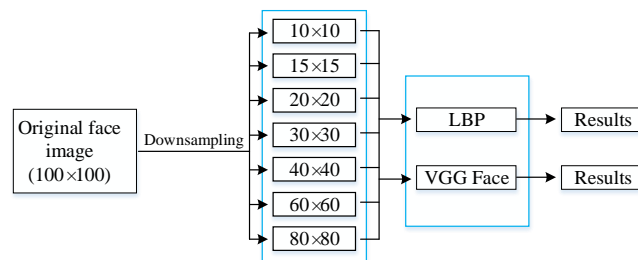 Original face
image
(100×100)
Downsampling
10×10
15×15
20×20
30×30
40×40
60×60
80×80
LBP
VGG Face
Results
Results